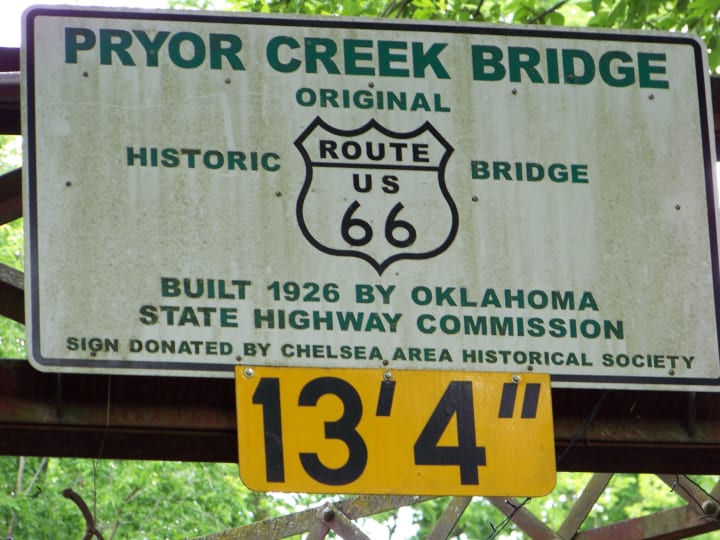 PRYOR CREEK BRIDGE
ORIGINAL
HISTORIC ROUTE BRIDGE
US
66
BUILT 1926 BY OKLAHOMA
STATE HIGHWAY COMMISSION
SIGN DONATED BY CHELSEA AREA HISTORICAL SOCIETY
13'4"